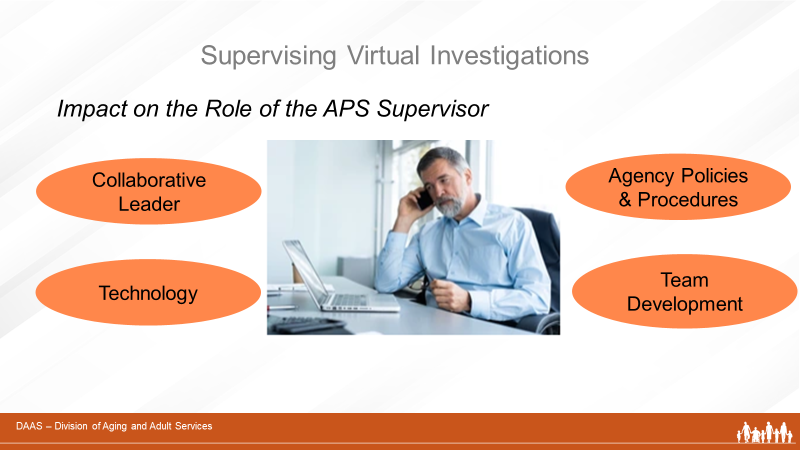 Supervising Virtual Investigations
Impact on the Role of the APS Supervisor
Collaborative
Leader
Agency Policies
& Procedures
Technology
Team
Development
DAAS – Division of Aging and Adult Services